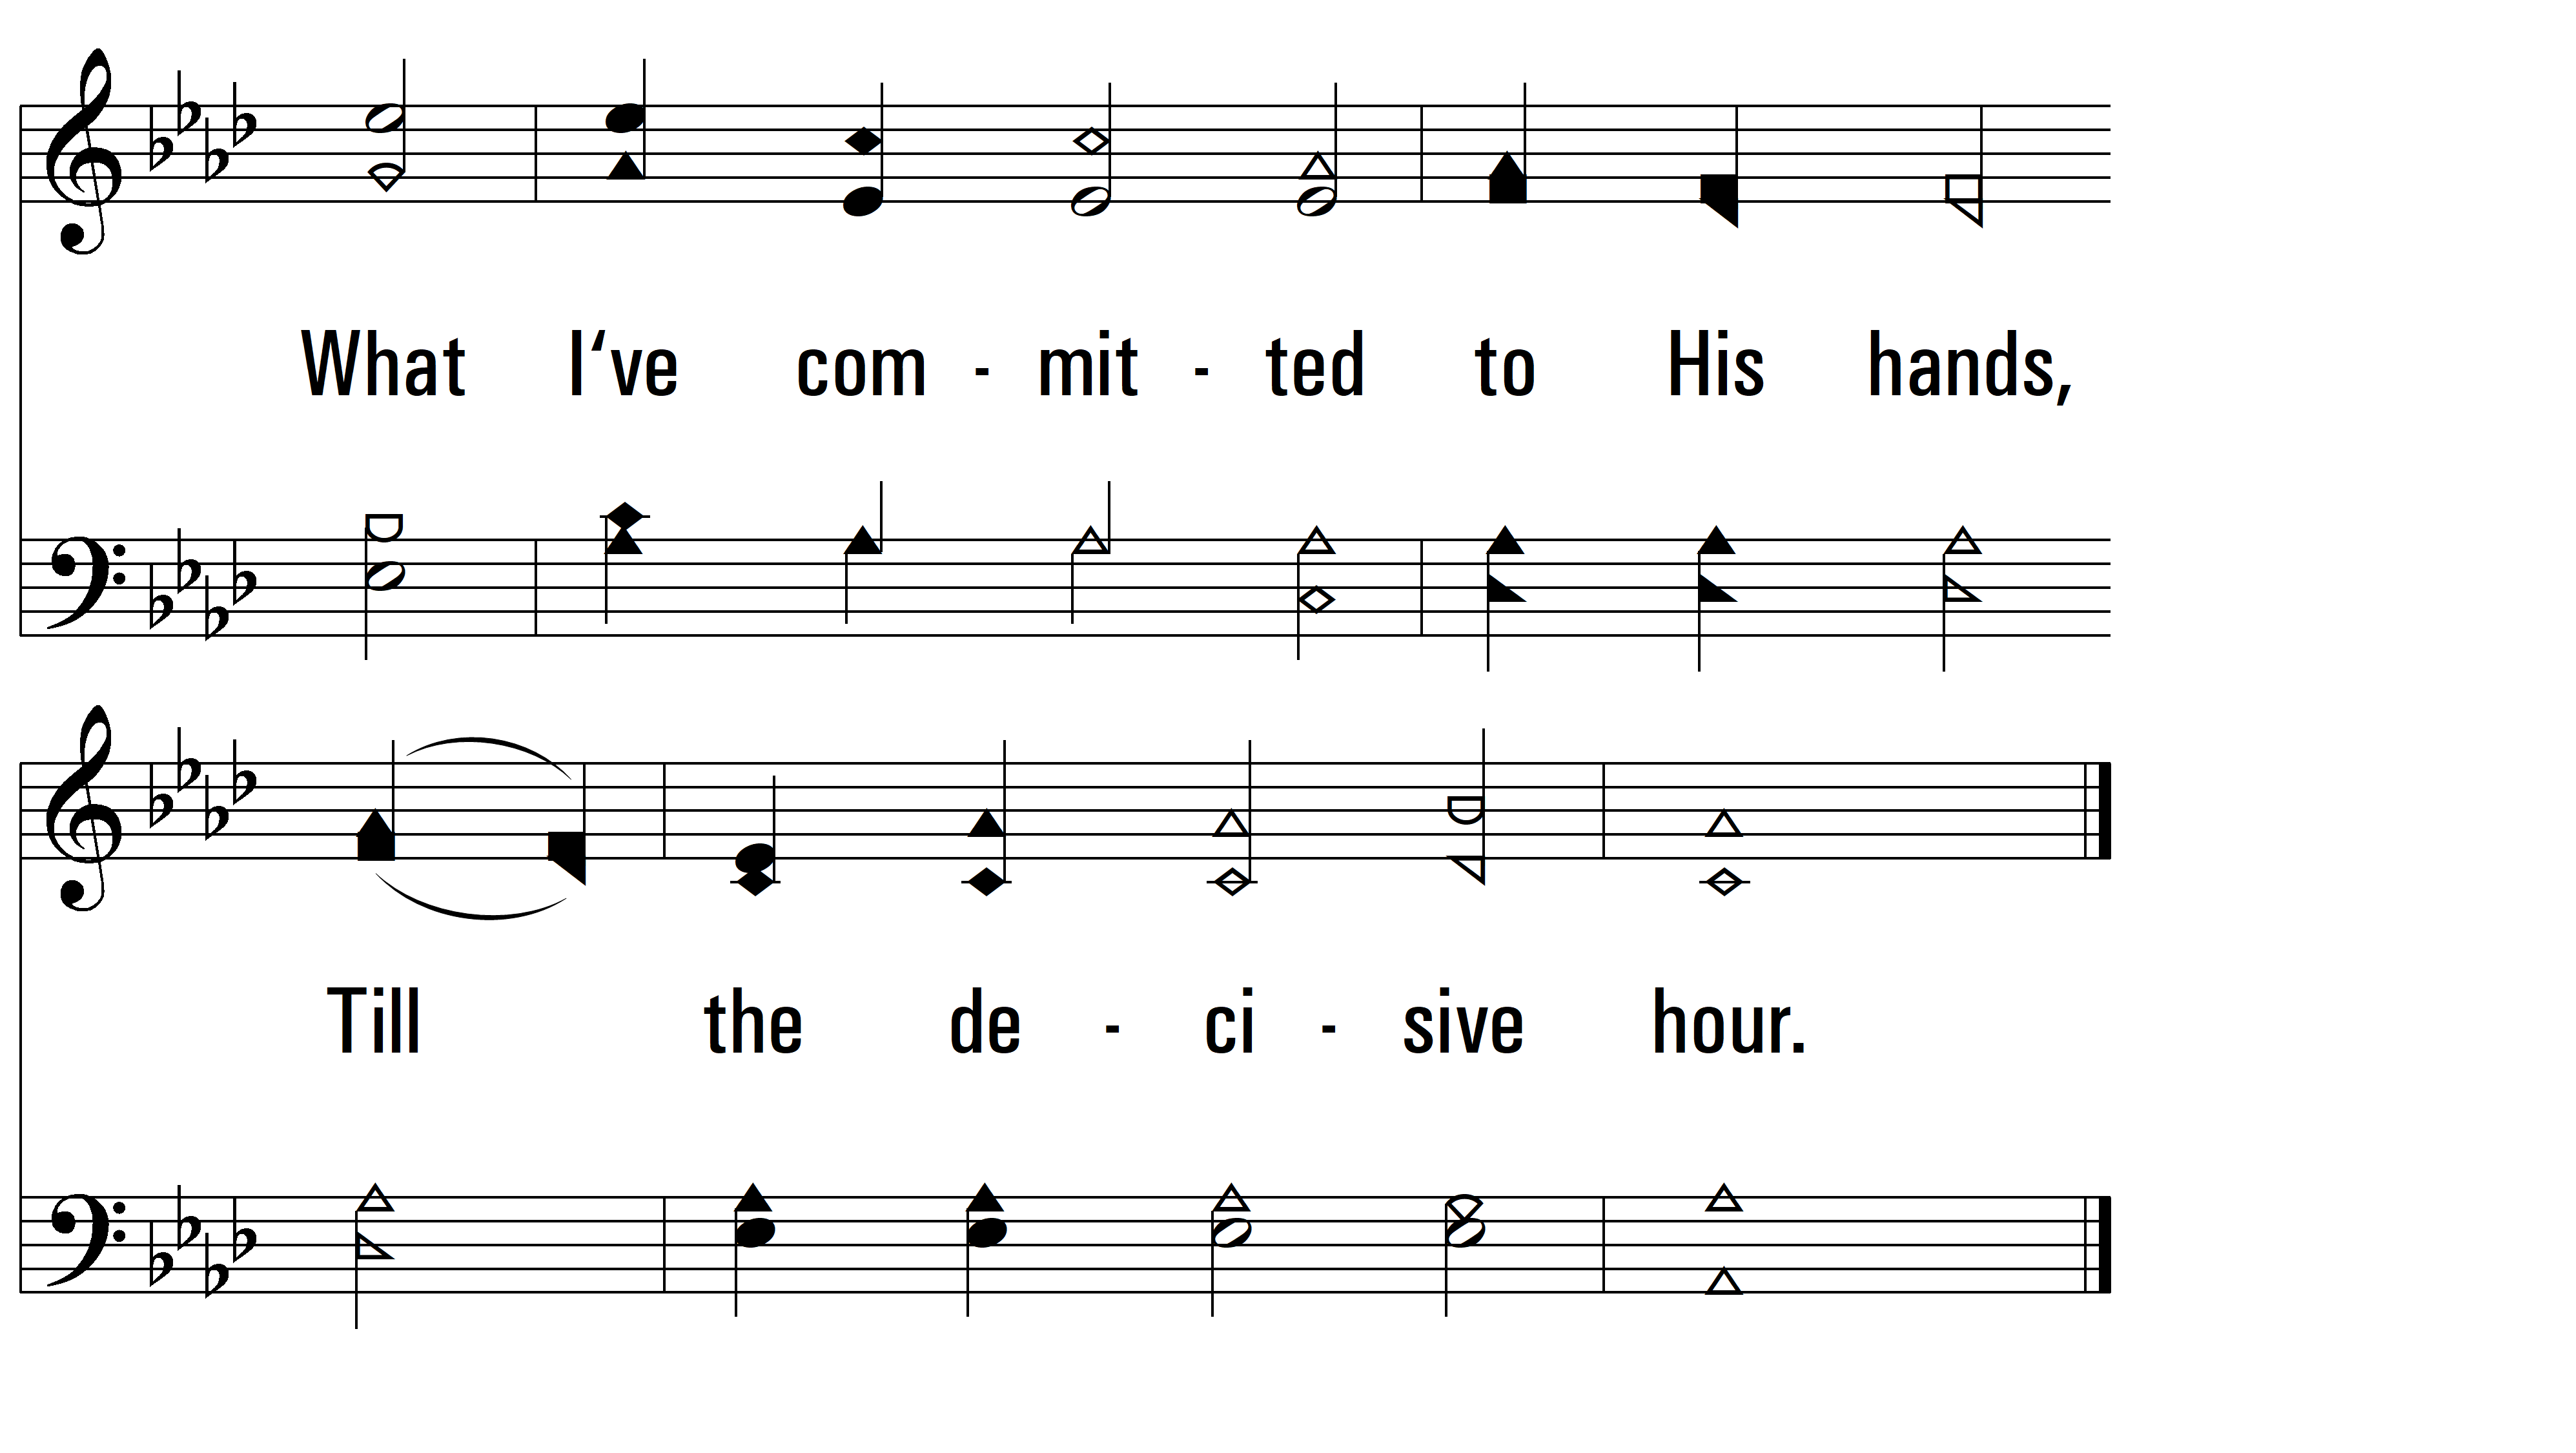 What I‘ve com - mit - ted to His hands,
Till the de - ci - sive hour.